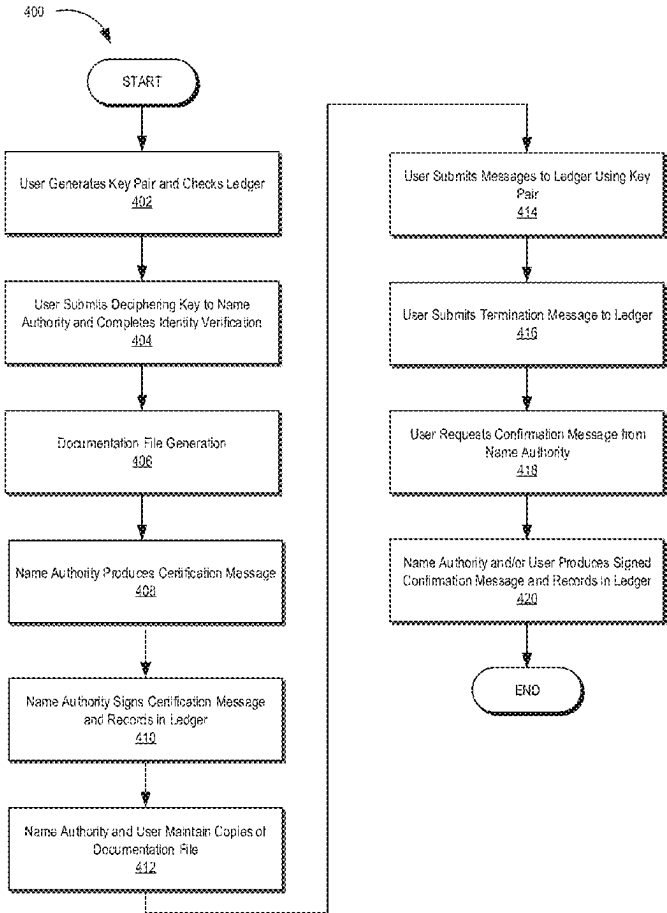 400
START
User Generates Key Pair and Checks Ledger
402
User Submits Deciphering Key to Name
Authority and Completes Identity Verification
404
Documentation File Generation
406
Name Authority Produces Certification Message
408
Name Authority Signs Certification Message
and Records in Ledger
410
Name Authority and User Maintain Copies of
Documentation File
412
User Submits Messages to Ledger Using Key
Pair
414
User Submits Termination Message to Ledger
416
User Requests Confirmation Message from
Name Authority
418
Name Authority and/or User Produces Signed
Confirmation Message and Records in Ledger
420
END